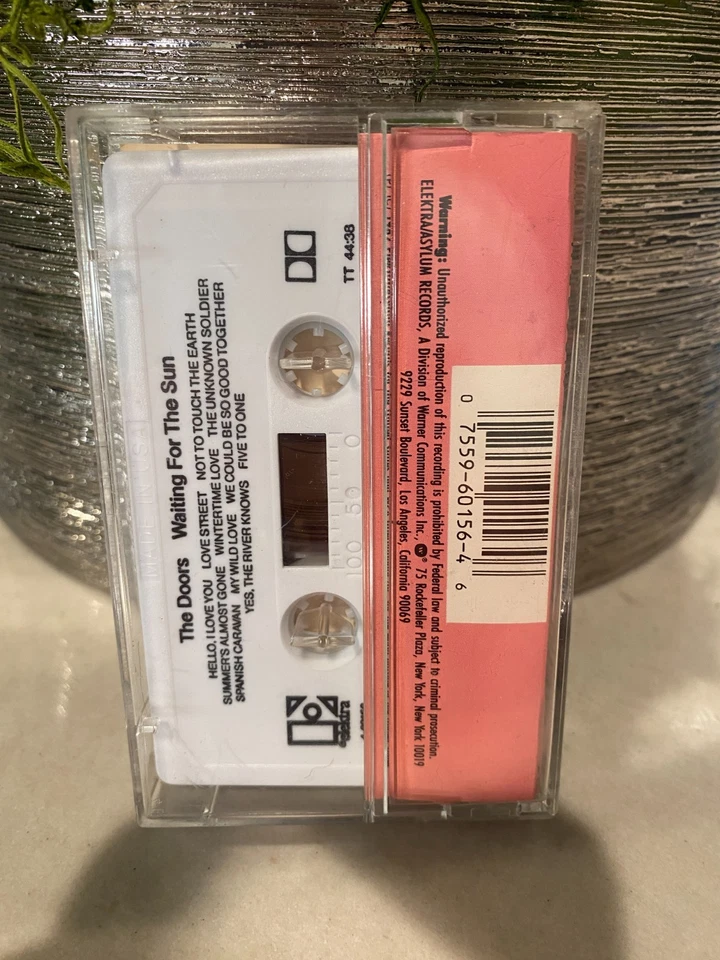 The Doors Waiting For The Sun
HELLO, I LOVE YOU LOVE STREET NOT TO TOUCH THE EARTH
SUMMER'S ALMOST GONE WINTERTIME LOVE THE UNKNOWN SOLDIER
SPANISH CARAVAN MY WILD LOVE WE COULD BE SO GOOD TOGETHER
YES, THE RIVER KNOWS FIVE TO ONE
TT 44:38
100 50 0
elektra
Warning: Unauthorized reproduction of this recording is prohibited by Federal law and subject to criminal prosecution.
ELEKTRA/ASYLUM RECORDS, A Division of Warner Communications Inc., ® 75 Rockefeller Plaza, New York, New York 10019
9229 Sunset Boulevard, Los Angeles, California 90069
0 7559-60156-4 6